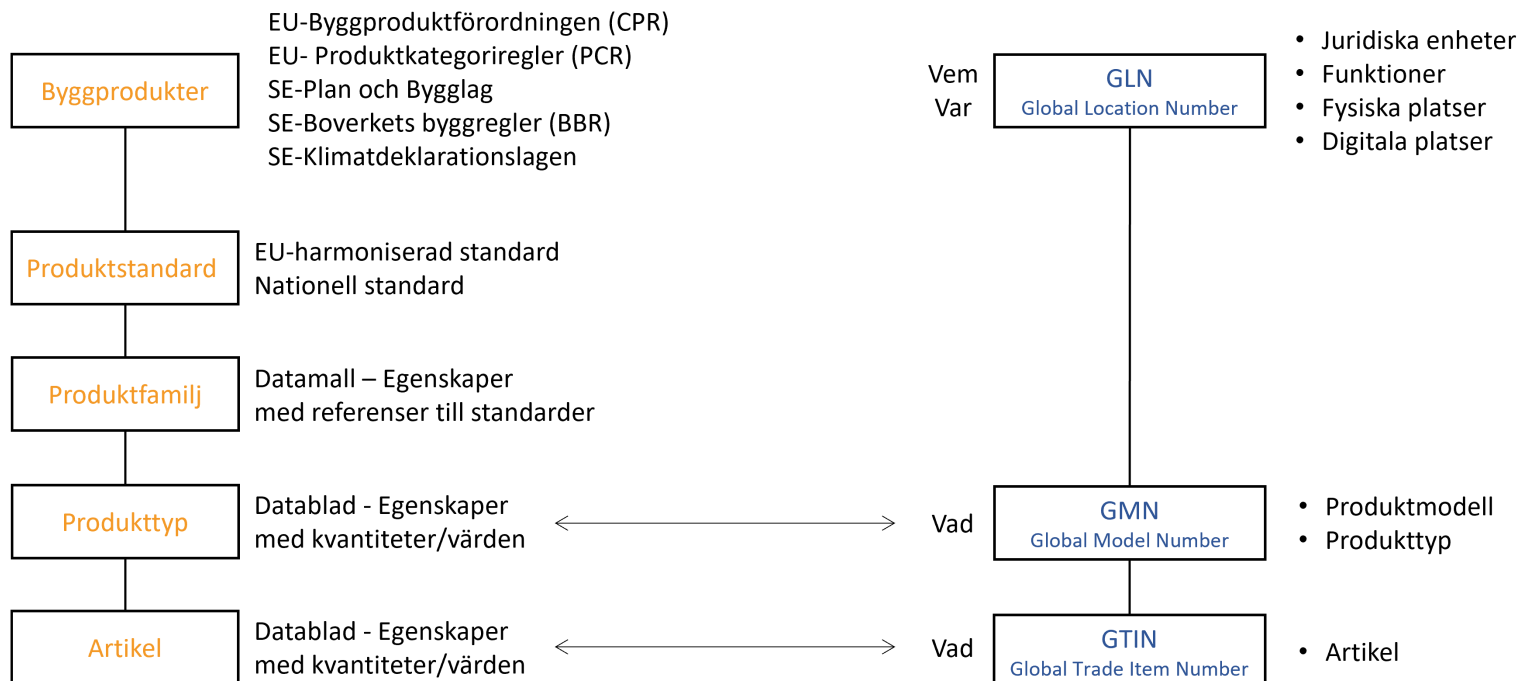 EU-Byggproduktförordningen (CPR)
EU- Produktkategoriregler (PCR)
Byggprodukter
SE-Plan och Bygglag
SE-Boverkets byggregler (BBR)
SE-Klimatdeklarationslagen
Produktstandard
EU-harmoniserad standard
Nationell standard
Produktfamilj
Datamall – Egenskaper
med referenser till standarder
Produkttyp
Datablad - Egenskaper
med kvantiteter/värden
Artikel
Datablad - Egenskaper
med kvantiteter/värden
Vem
Var
GLN
Global Location Number
• Juridiska enheter
• Funktioner
• Fysiska platser
• Digitala platser
Vad
GMN
Global Model Number
• Produktmodell
• Produkttyp
Vad
GTIN
Global Trade Item Number
• Artikel